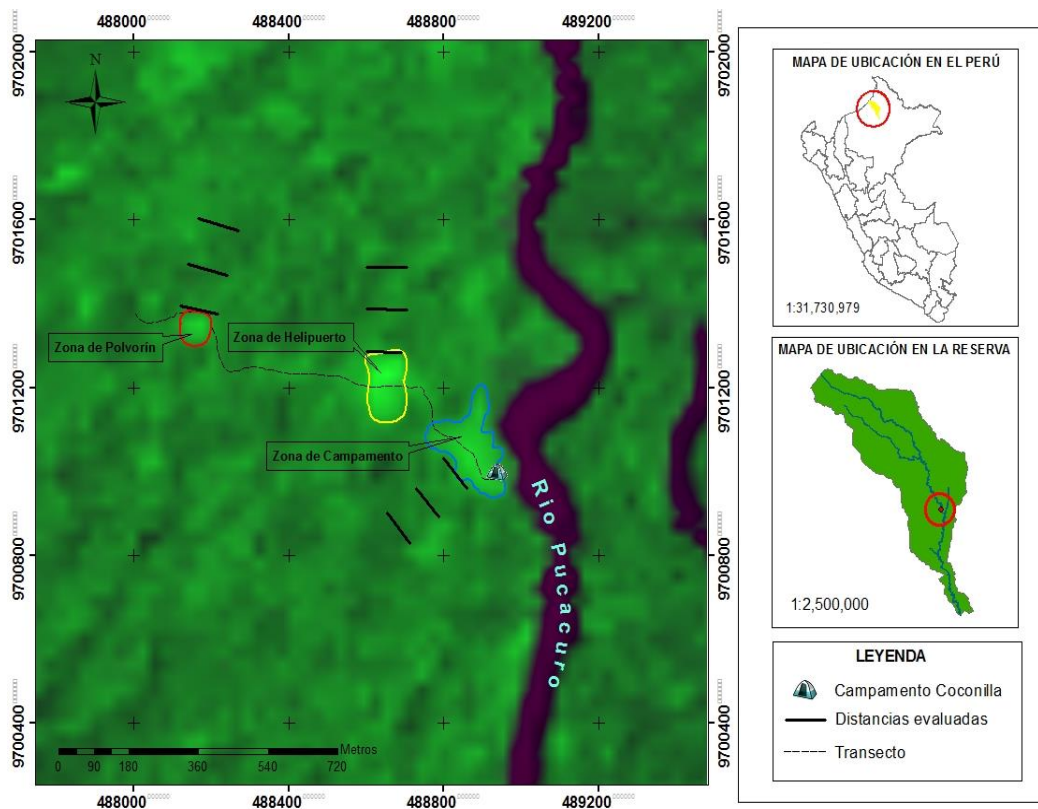 488000 488400 488800 489200
9702000
9701600
9701200
9700800
9700400
9702000
9701600
9701200
9700800
9700400
N
Zona de Polvorín
Zona de Helipuerto
Zona de Campamento
Rio Pucacuro
Metros
0 90 180 360 540 720
488000 488400 488800 489200
MAPA DE UBICACIÓN EN EL PERÚ
1:31,730,979
MAPA DE UBICACIÓN EN LA RESERVA
1:2,500,000
LEYENDA
Campamento Coconilla
Distancias evaluadas
Transecto